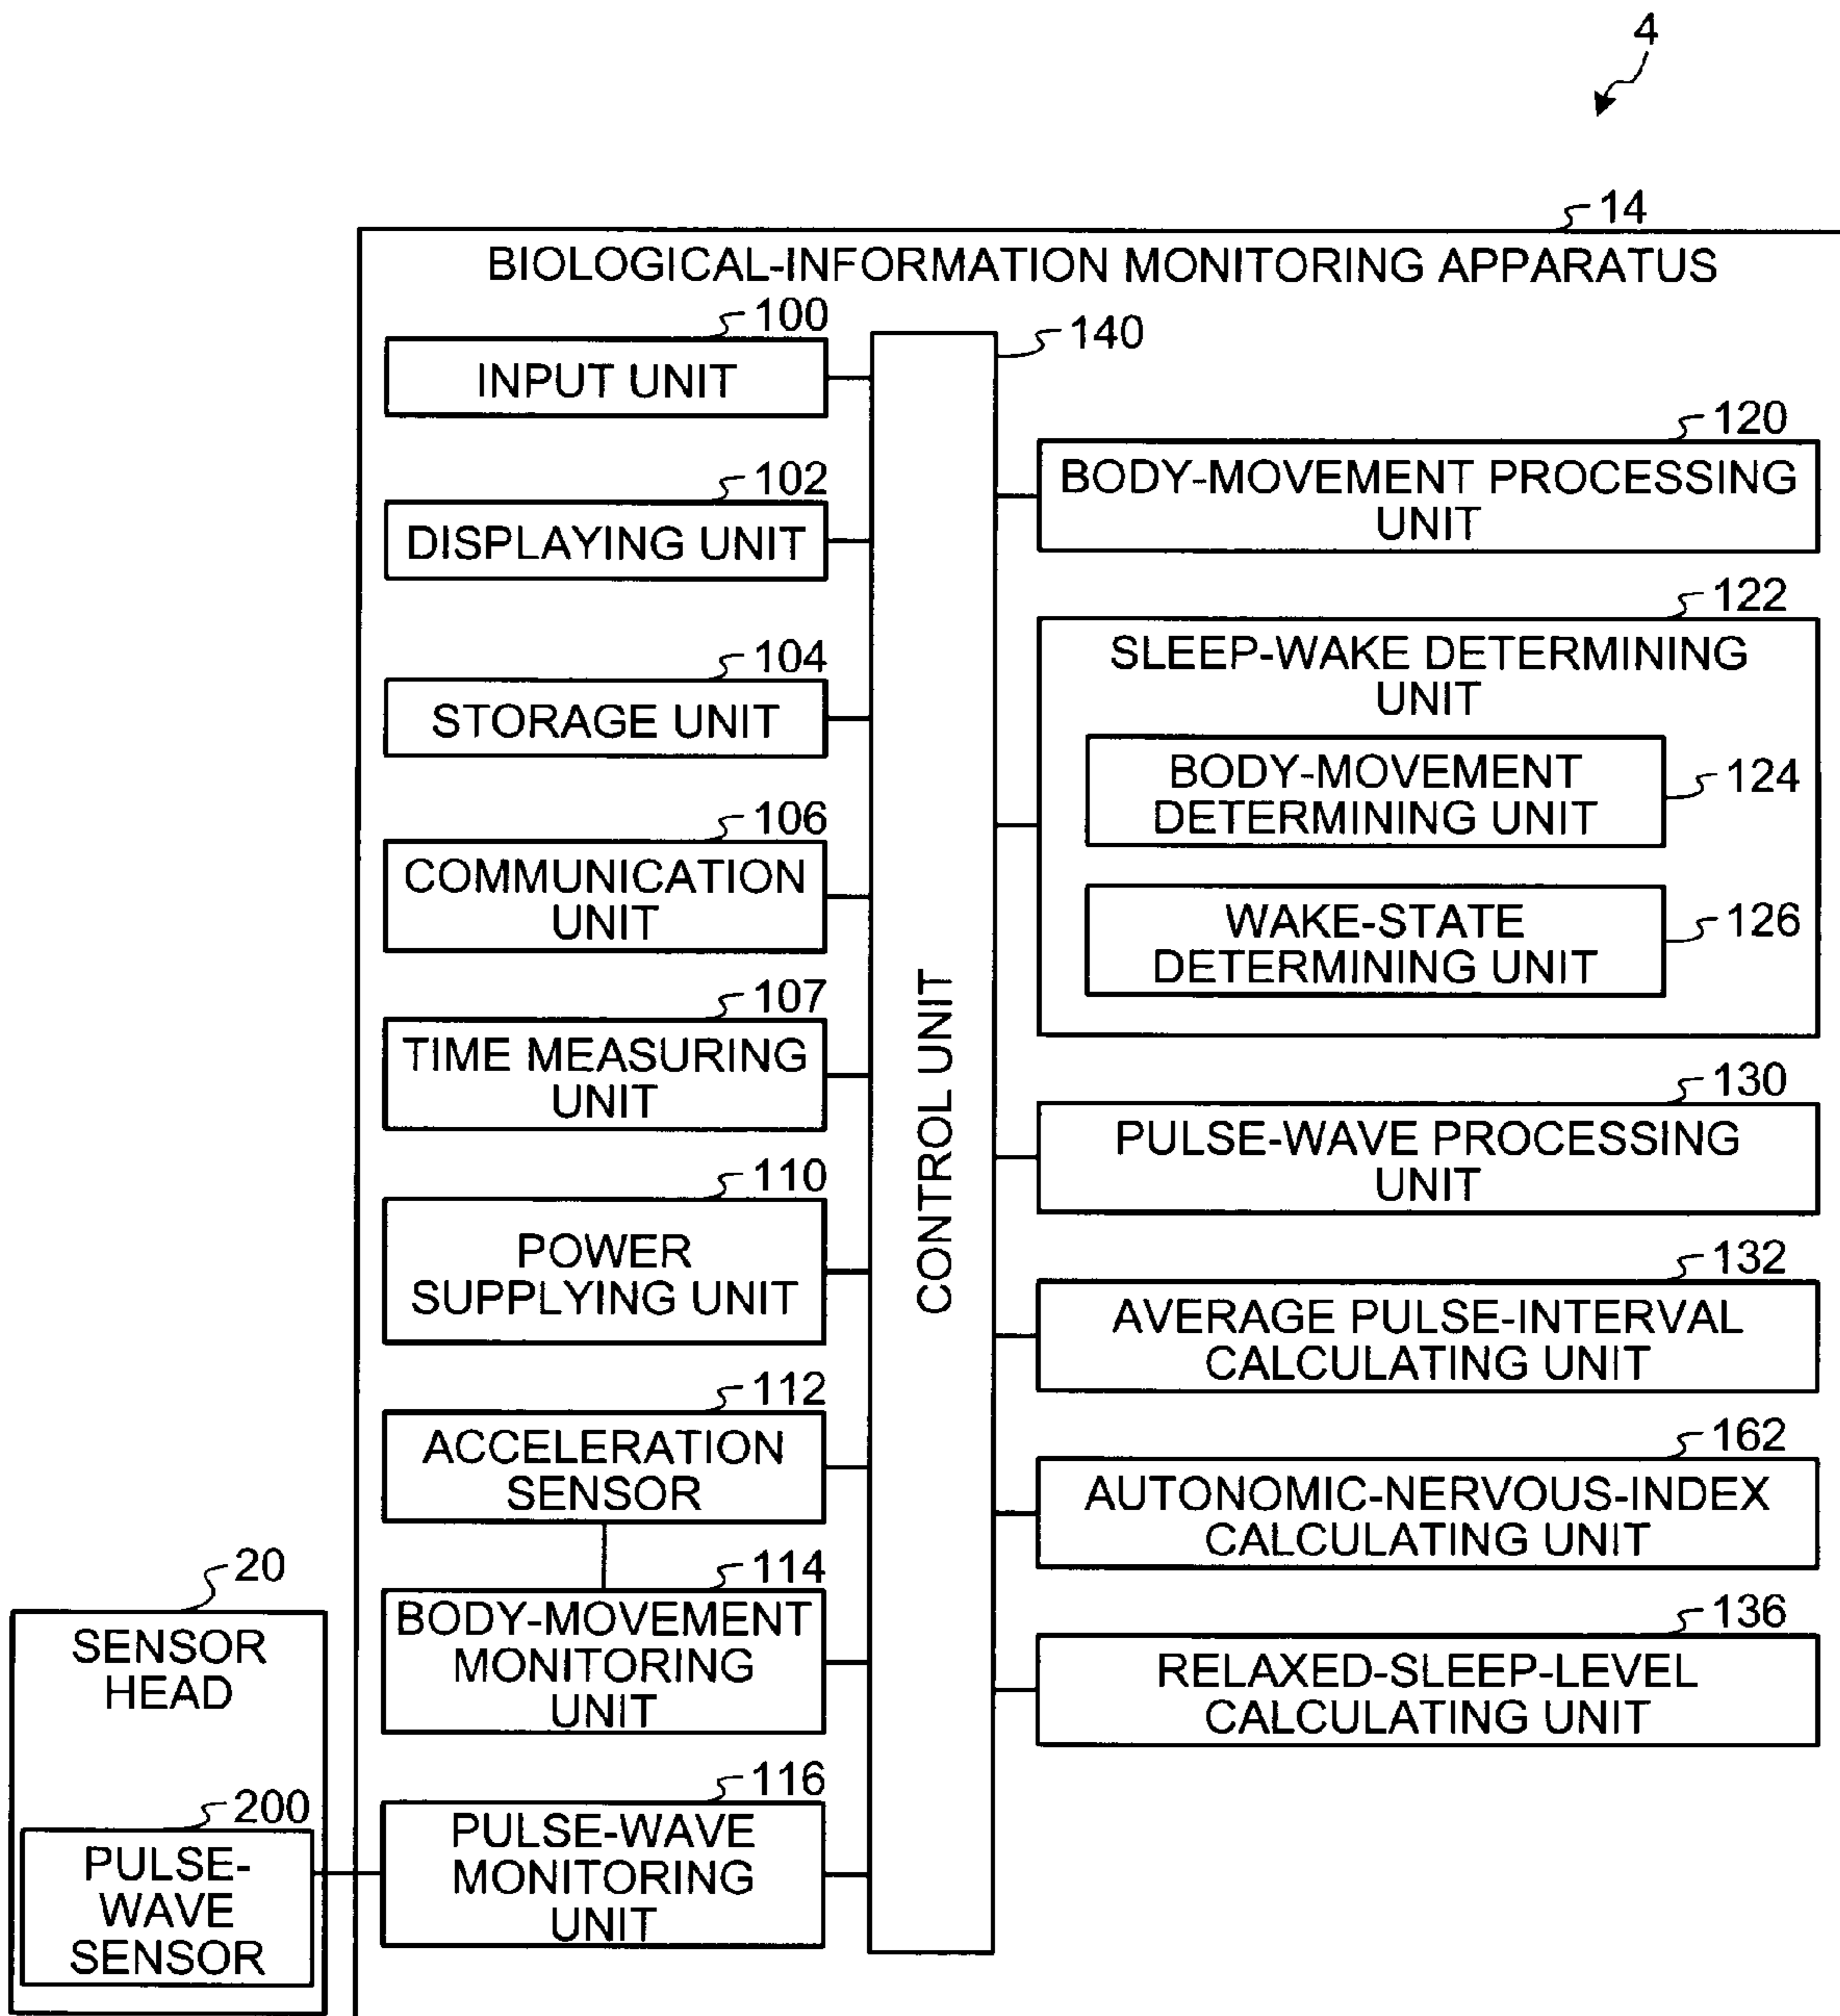 4
14
BIOLOGICAL-INFORMATION MONITORING APPARATUS
100
INPUT UNIT
102
DISPLAYING UNIT
104
STORAGE UNIT
106
COMMUNICATION
UNIT
107
TIME MEASURING
UNIT
110
POWER
SUPPLYING UNIT
112
ACCELERATION
SENSOR
114
BODY-MOVEMENT
MONITORING
UNIT
116
PULSE-WAVE
MONITORING
UNIT
20
SENSOR
HEAD
200
PULSE-
WAVE
SENSOR
140
CONTROL UNIT
120
BODY-MOVEMENT PROCESSING
UNIT
122
SLEEP-WAKE DETERMINING
UNIT
BODY-MOVEMENT
DETERMINING UNIT
124
WAKE-STATE
DETERMINING UNIT
126
130
PULSE-WAVE PROCESSING
UNIT
132
AVERAGE PULSE-INTERVAL
CALCULATING UNIT
162
AUTONOMIC-NERVOUS-INDEX
CALCULATING UNIT
136
RELAXED-SLEEP-LEVEL
CALCULATING UNIT